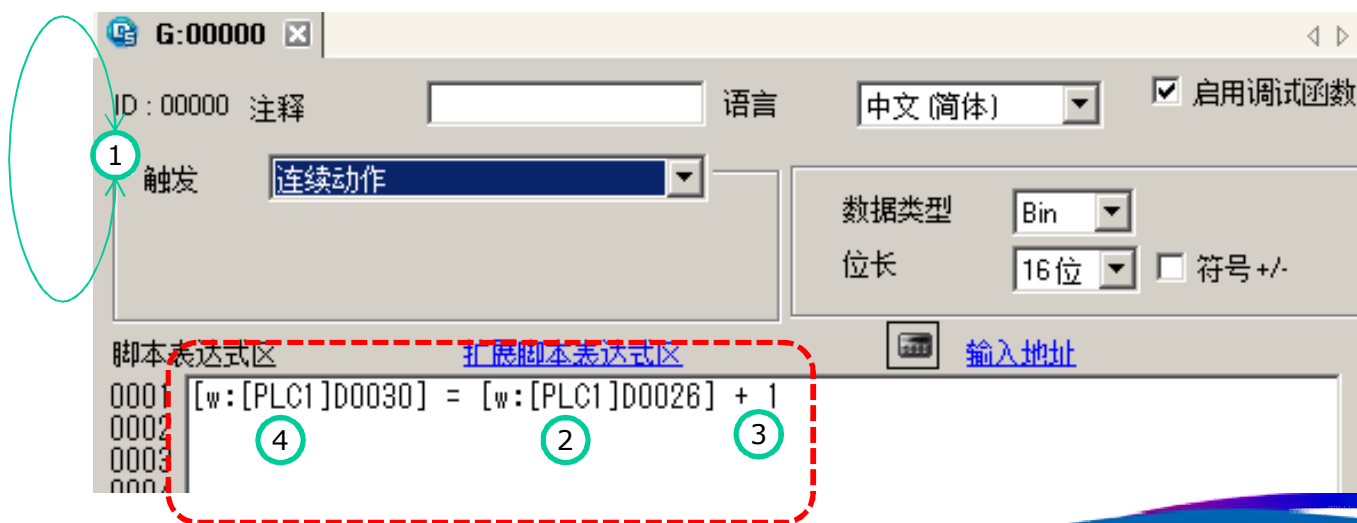 G:00000
ID : 00000 注释 语言 中文 (简体) 启用调试函数
1
触发 连续动作
数据类型 Bin
位长 16位 符号+/-
脚本表达式区 扩展脚本表达式区 输入地址
0001 [w:[PLC1]D0030] = [w:[PLC1]D0026] + 1
0002 4 2 3
0003